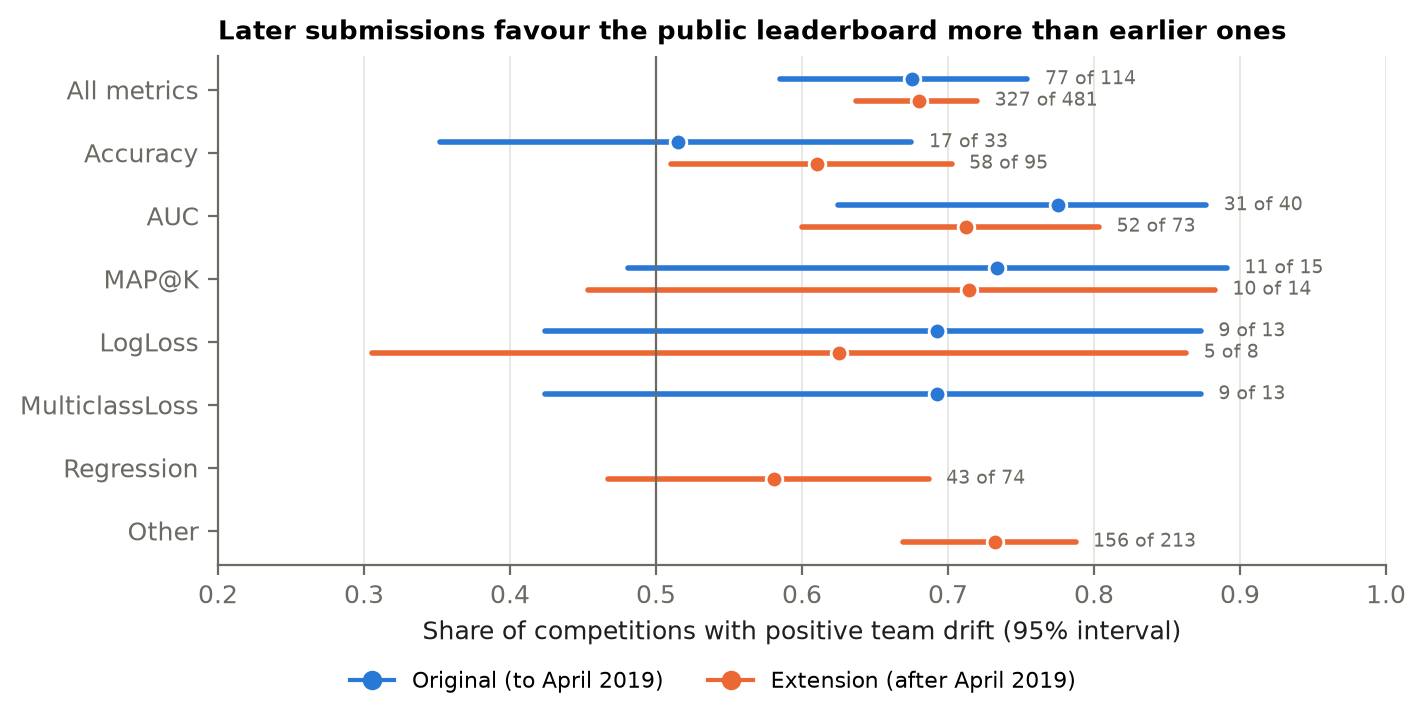 Later submissions favour the public leaderboard more than earlier ones
All metrics
77 of 114
327 of 481
Accuracy
17 of 33
58 of 95
AUC
31 of 40
52 of 73
MAP@K
11 of 15
10 of 14
LogLoss
9 of 13
5 of 8
MulticlassLoss
9 of 13
Regression
43 of 74
Other
156 of 213
0.2 0.3 0.4 0.5 0.6 0.7 0.8 0.9 1.0
Share of competitions with positive team drift (95% interval)
Original (to April 2019) Extension (after April 2019)